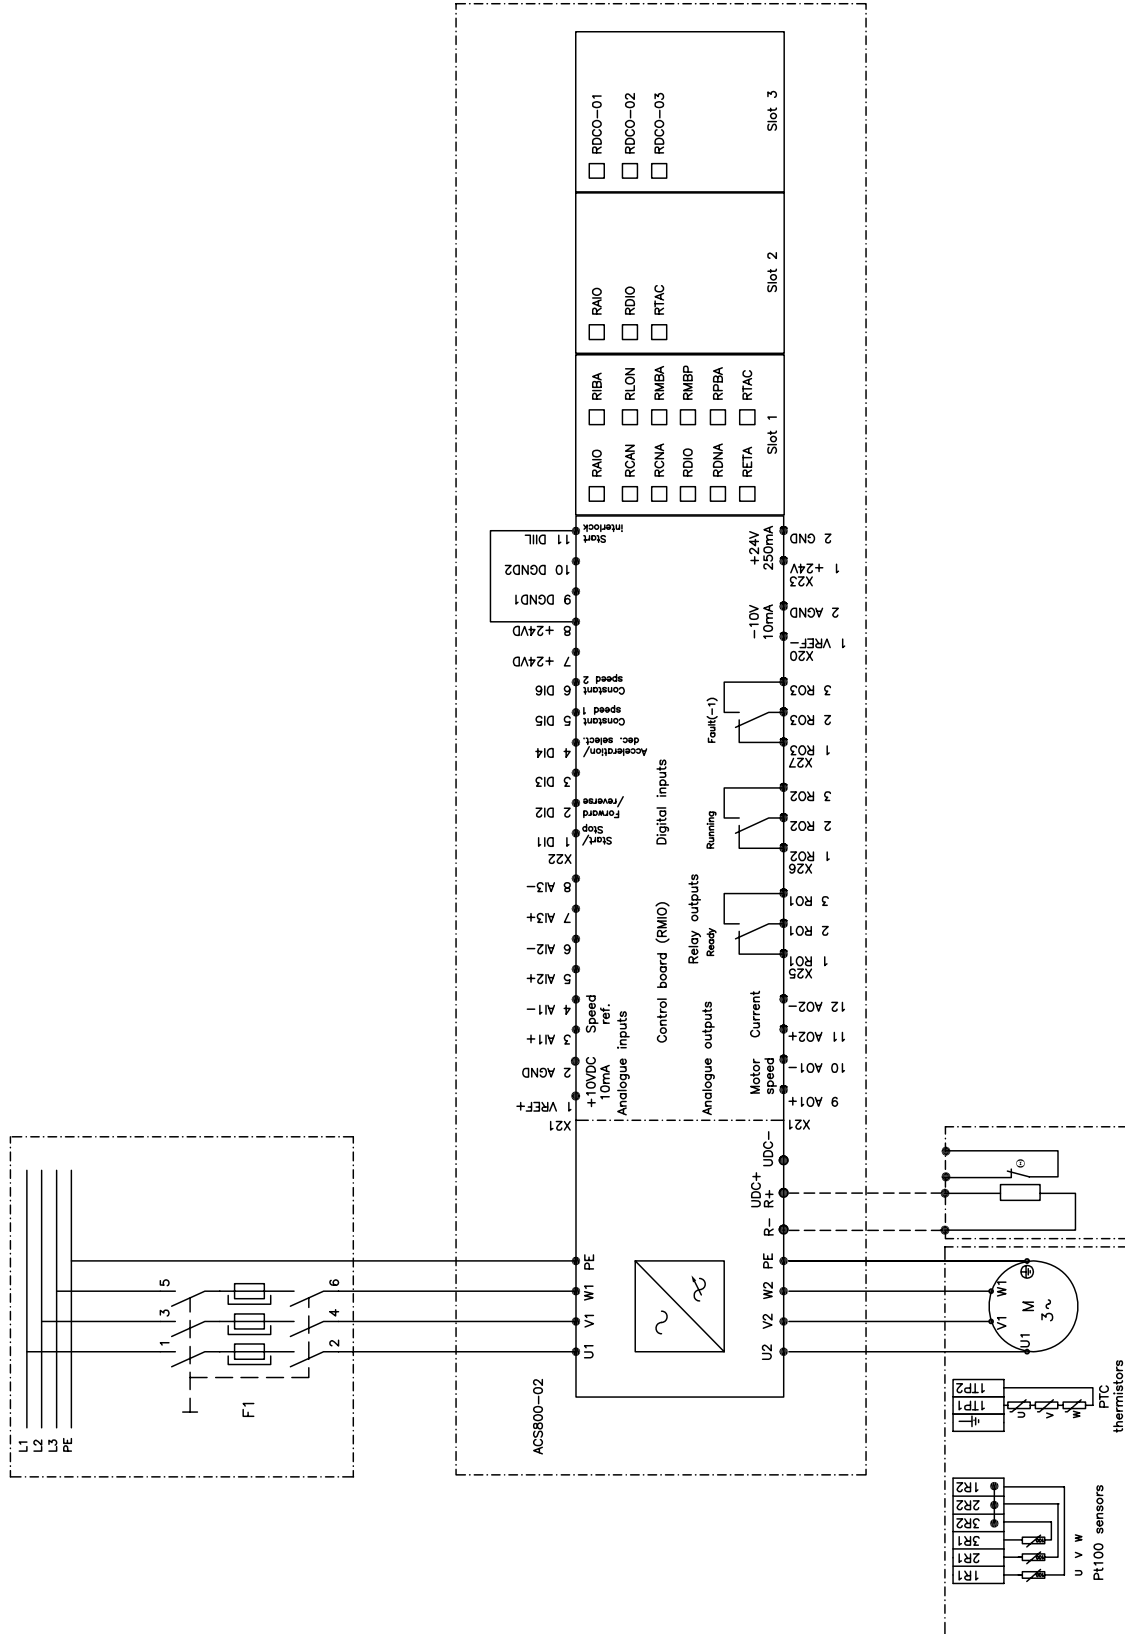 L1
L2
L3
PE
F1
1
3
5
2
4
6
ACS800-02
U1
V1
W1
PE
U2
V2
W2
PE
R-
UDC+
R+
UDC-
X21
1 VREF+
2 AGND
3 AI1+
4 AI1-
5 AI2+
6 AI2-
7 AI3+
8 AI3-
+10VDC
10mA
Speed
ref.
Analogue inputs
X22
1 DI1
2 DI2
3 DI3
4 DI4
5 DI5
6 DI6
7 +24VD
8 +24VD
9 DGND1
10 DGND2
11 DIIL
Start/
Stop
Forward
/reverse
Acceleration/
dec. select.
Constant
speed 1
Constant
speed 2
Start
interlock
Digital inputs
Control board (RMIO)
Relay outputs
Ready
Running
Fault(-1)
Analogue outputs
Motor
speed
Current
X21
9 AO1+
10 AO1-
11 AO2+
12 AO2-
X25
1 RO1
2 RO1
3 RO1
X26
1 RO2
2 RO2
3 RO2
X27
1 RO3
2 RO3
3 RO3
-10V
10mA
X20
1 VREF-
2 AGND
+24V
250mA
X23
1 +24V
2 GND
RAIO
RIBA
RCAN
RLON
RCNA
RMBA
RDIO
RMBP
RDNA
RPBA
RETA
RTAC
Slot 1
RAIO
RDIO
RTAC
Slot 2
RDCO-01
RDCO-02
RDCO-03
Slot 3
Θ
U1
V1
W1
M
3~
1TP1
1TP2
U
V
W
PTC
thermistors
1R1
2R1
3R1
3R2
2R2
1R2
U V W
Pt100 sensors